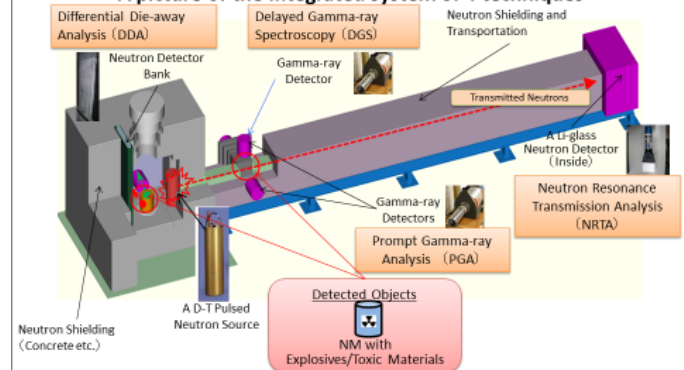 Differential Die-away
Analysis (DDA)
Delayed Gamma-ray
Spectroscopy (DGS)
Neutron Shielding and
Transportation
Neutron Detector
Bank
Gamma-ray
Detector
Transmitted Neutrons
A Li-glass
Neutron Detector
(Inside)
Neutron Resonance
Transmission Analysis
(NRTA)
Gamma-ray
Detectors
Prompt Gamma-ray
Analysis (PGA)
A D-T Pulsed
Neutron Source
Neutron Shielding
(Concrete etc.)
Detected Objects
NM with
Explosives/Toxic Materials